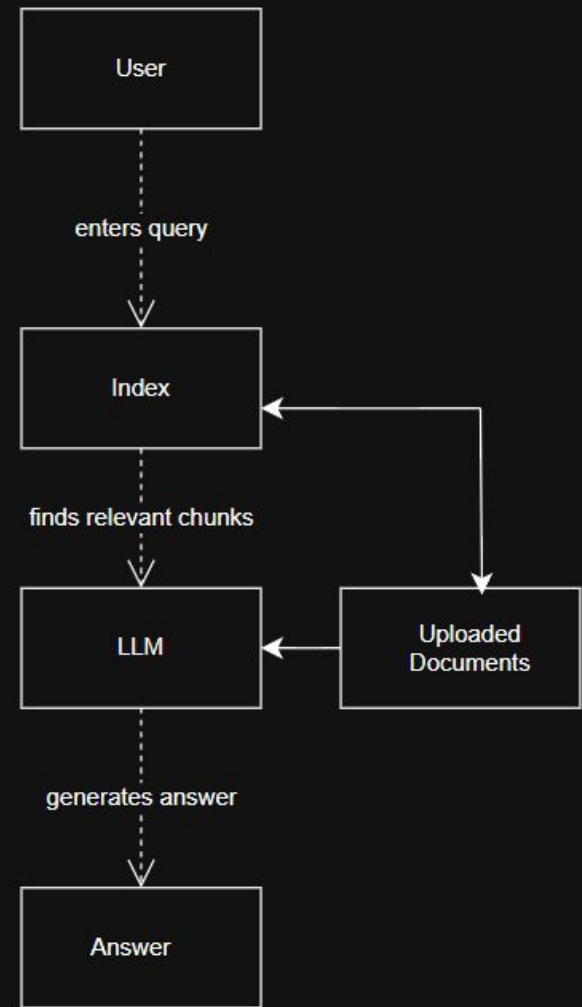 User
enters query
Index
finds relevant chunks
LLM
Uploaded
Documents
generates answer
Answer